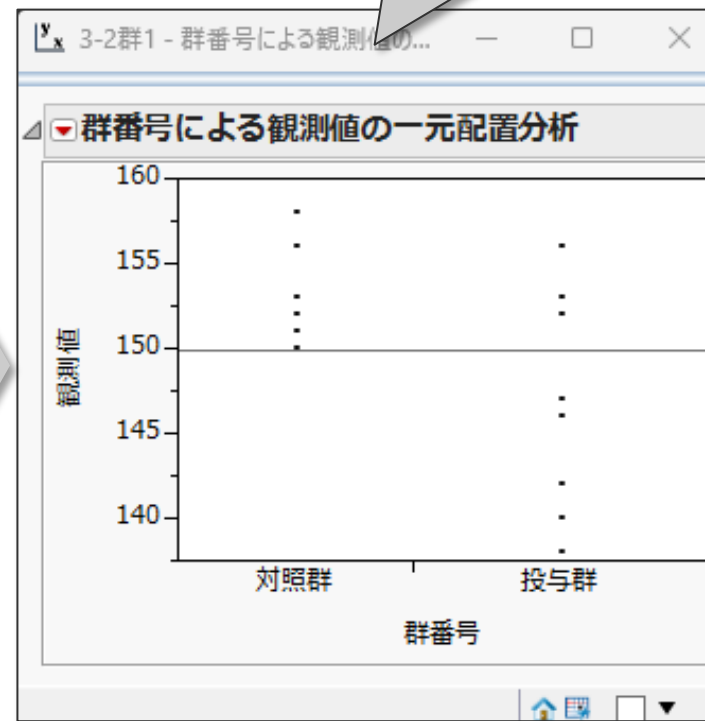 3-2群1 - 群番号による観測値の...
群番号による観測値の一元配置分析
160
155
150
145
140
観測値
対照群
投与群
群番号